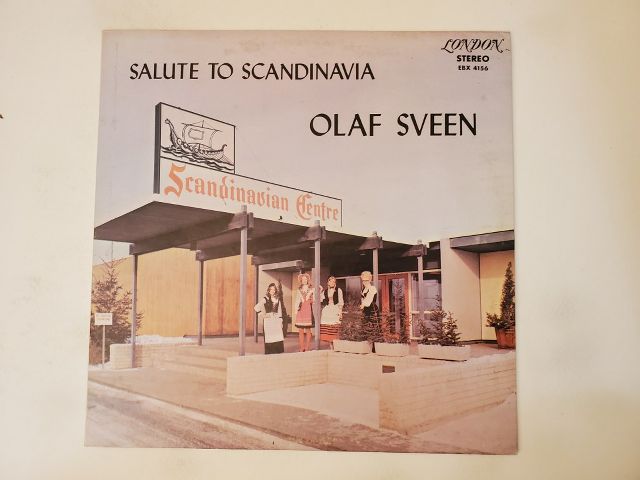 LONDON
STEREO
EBX 4156
SALUTE TO SCANDINAVIA
OLAF SVEEN
Scandinavian Centre